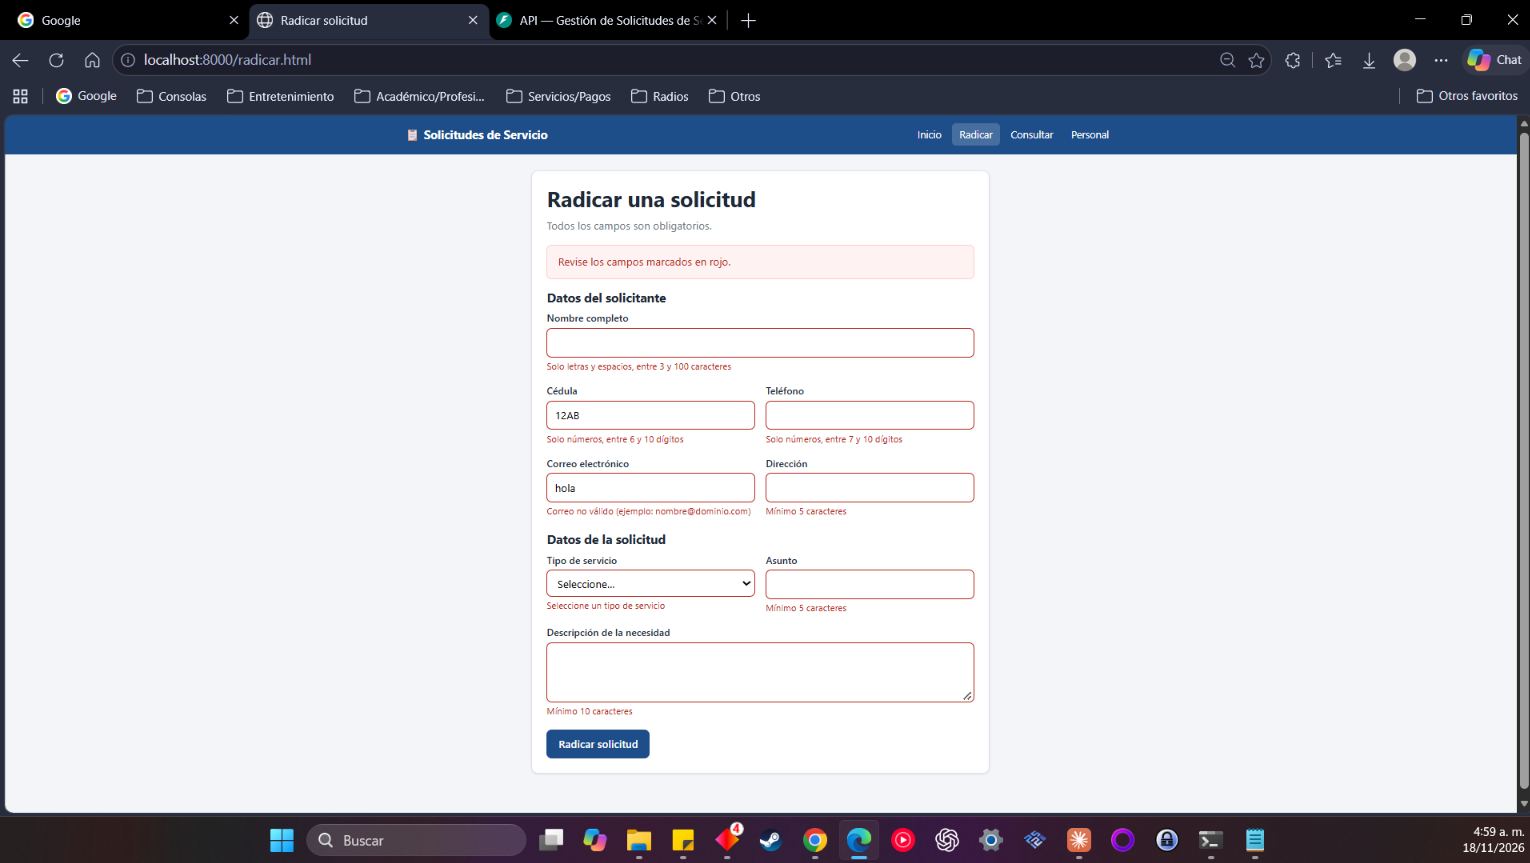 Google
Radicar solicitud
API — Gestión de Solicitudes de S
localhost:8000/radicar.html
Chat
Google
Consolas
Entretenimiento
Académico/Profesi...
Servicios/Pagos
Radios
Otros
Otros favoritos
Solicitudes de Servicio
Inicio
Radicar
Consultar
Personal
Radicar una solicitud
Todos los campos son obligatorios.
Revise los campos marcados en rojo.
Datos del solicitante
Nombre completo
Solo letras y espacios, entre 3 y 100 caracteres
Cédula
Teléfono
12AB
Solo números, entre 6 y 10 dígitos
Solo números, entre 7 y 10 dígitos
Correo electrónico
Dirección
hola
Correo no válido (ejemplo: nombre@dominio.com)
Mínimo 5 caracteres
Datos de la solicitud
Tipo de servicio
Asunto
Seleccione...
Seleccione un tipo de servicio
Mínimo 5 caracteres
Descripción de la necesidad
Mínimo 10 caracteres
Radicar solicitud
Buscar
4
4:59 a. m.
18/11/2026